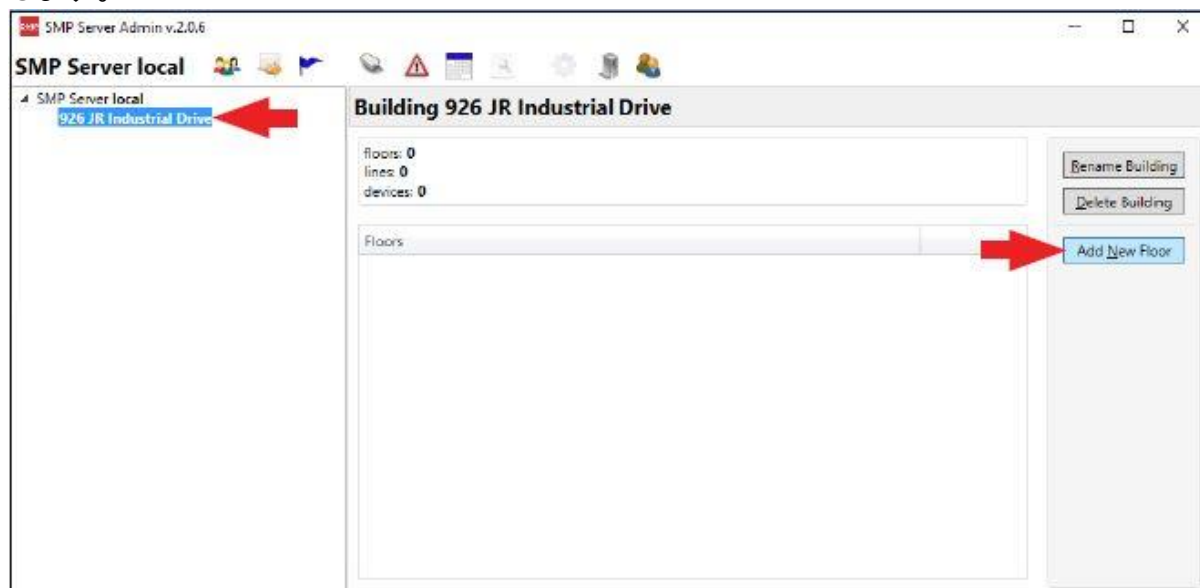 SMP Server Admin v.2.0.6
SMP Server local
SMP Server local
926 JR Industrial Drive
Building 926 JR Industrial Drive
floors: 0
lines: 0
devices: 0
Rename Building
Delete Building
Floors
Add New Floor